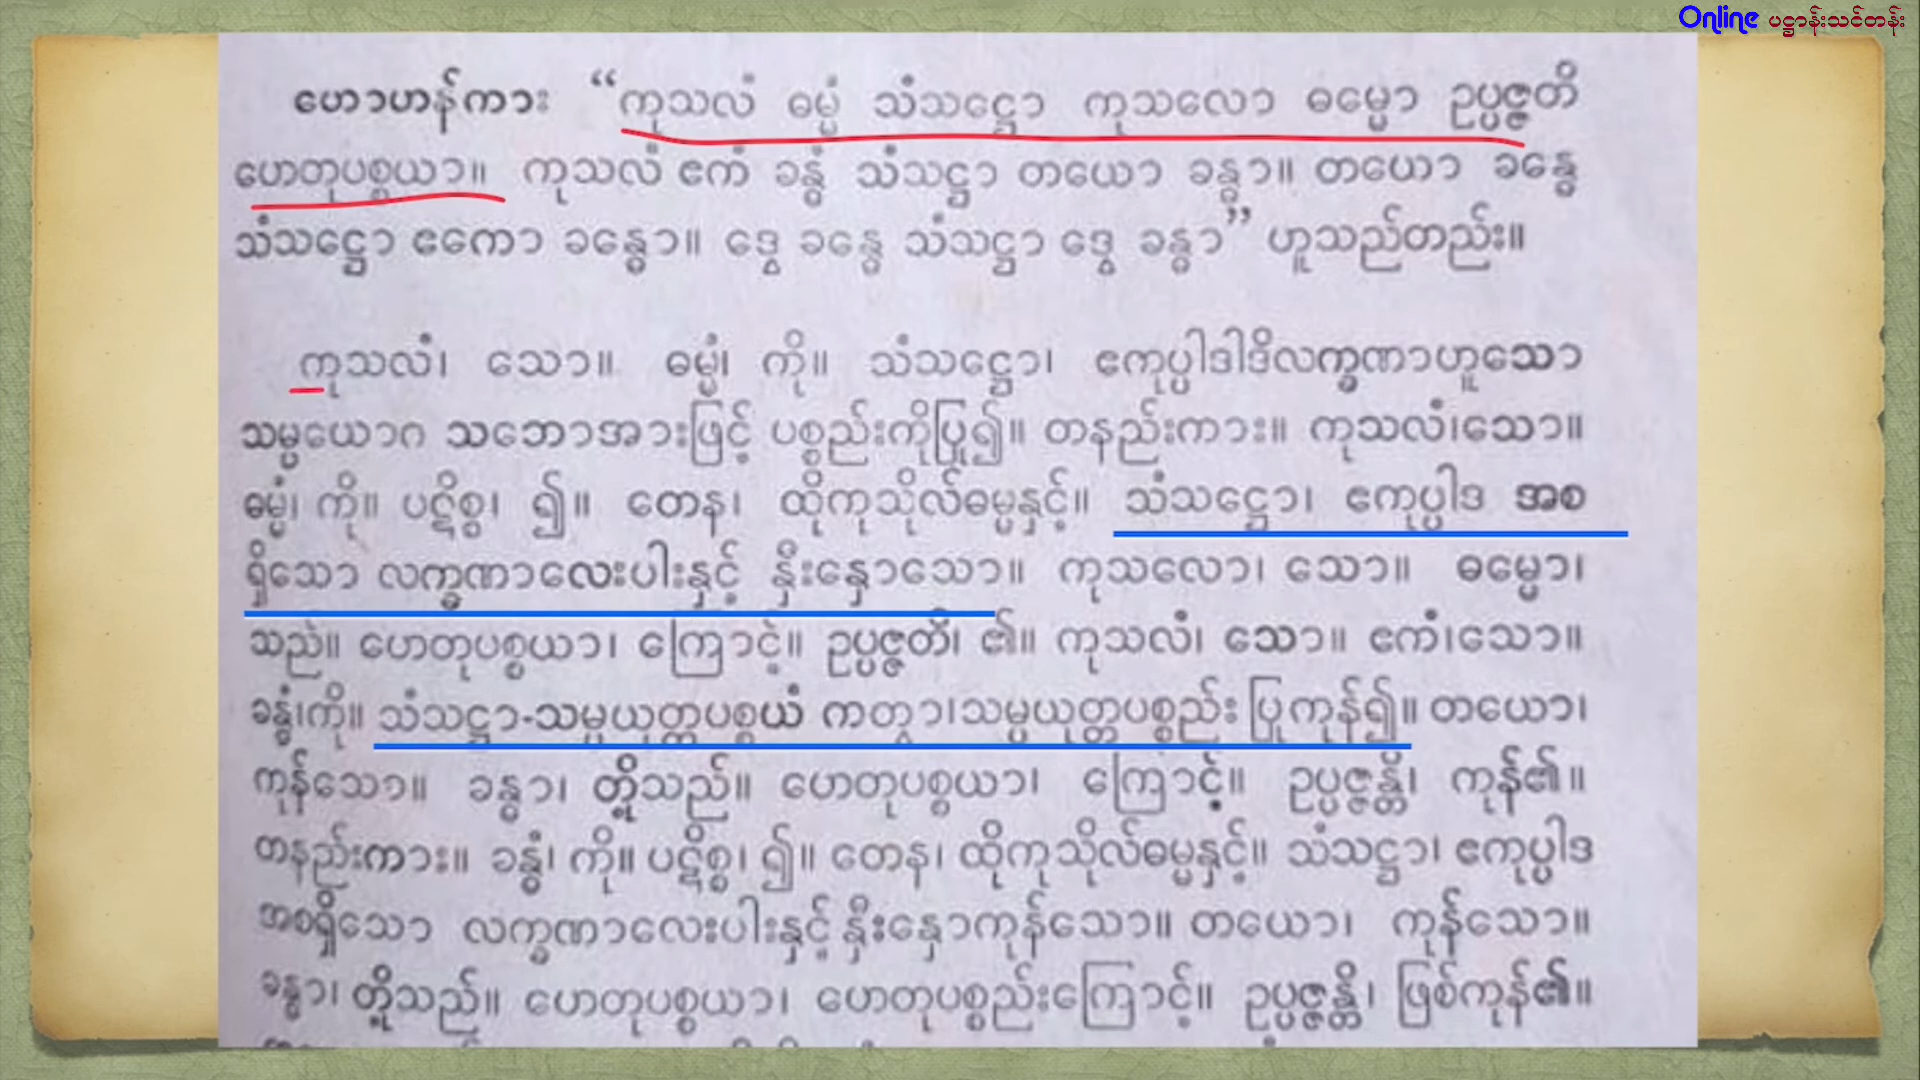 Online ပဋ္ဌာန်းသင်တန်း
ဟောဟန်ကား “ကုသလံ ဓမ္မံ သံသဋ္ဌော ကုသလော ဓမ္မော ဥပ္ပဇ္ဇတိ
ဟေတုပစ္စယာ။ ကုသလံ ဧကံ ခန္ဓံ သံသဋ္ဌာ တယော ခန္ဓာ။ တယော ခန္ဓေ
သံသဋ္ဌော ဧကော ခန္ဓော။ ဒွေ ခန္ဓေ သံသဋ္ဌာ ဒွေ ခန္ဓာ” ဟူသည်တည်း။
ကုသလံ၊ သော။ ဓမ္မံ၊ ကို။ သံသဋ္ဌော၊ ဧကုပ္ပါဒါဒိလက္ခဏာဟူသော
သမ္ပယောဂ သဘောအားဖြင့် ပစ္စည်းကိုပြု၍။ တနည်းကား။ ကုသလံ၊သော။
ဓမ္မံ၊ ကို။ ပဋိစ္စ၊ ၍။ တေန၊ ထိုကုသိုလ်ဓမ္မနှင့်။ သံသဋ္ဌော၊ ဧကုပ္ပါဒ အစ
ရှိသော လက္ခဏာလေးပါးနှင့် နှီးနှောသော။ ကုသလော၊ သော။ ဓမ္မော၊
သည်။ ဟေတုပစ္စယာ၊ ကြောင့်။ ဥပ္ပဇ္ဇတိ၊ ၏။ ကုသလံ၊ သော။ ဧကံ၊သော။
ခန္ဓံ၊ကို။ သံသဋ္ဌာ-သမ္ပယုတ္တပစ္စယံ ကတွာ၊သမ္ပယုတ္တပစ္စည်း ပြုကုန်၍။ တယော၊
ကုန်သော။ ခန္ဓာ၊ တို့သည်။ ဟေတုပစ္စယာ၊ ကြောင့်။ ဥပ္ပဇ္ဇန္တိ၊ ကုန်၏။
တနည်းကား။ ခန္ဓံ၊ ကို။ ပဋိစ္စ၊ ၍။ တေန၊ ထိုကုသိုလ်ဓမ္မနှင့်။ သံသဋ္ဌာ၊ ဧကုပ္ပါဒ
အစရှိသော လက္ခဏာလေးပါးနှင့် နှီးနှောကုန်သော။ တယော၊ ကုန်သော။
ခန္ဓာ၊ တို့သည်။ ဟေတုပစ္စယာ၊ ဟေတုပစ္စည်းကြောင့်။ ဥပ္ပဇ္ဇန္တိ၊ ဖြစ်ကုန်၏။